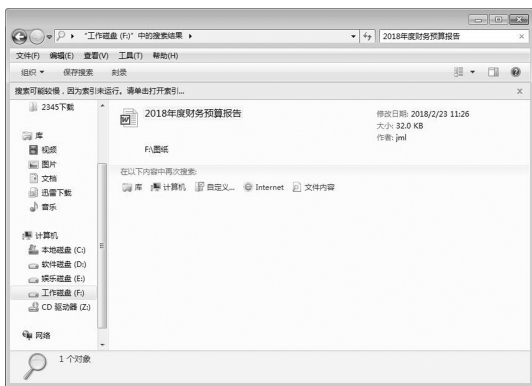 "工作磁盘 (F:)" 中的搜索结果
2018年度财务预算报告
文件(F) 编辑(E) 查看(V) 工具(T) 帮助(H)
组织 保存搜索 刻录
搜索可能较慢，因为索引未运行。请单击打开索引...
2345下载
库
视频
图片
文档
迅雷下载
音乐
计算机
本地磁盘 (C:)
软件磁盘 (D:)
娱乐磁盘 (E:)
工作磁盘 (F:)
CD 驱动器 (Z:)
网络
2018年度财务预算报告
F:\图纸
修改日期: 2018/2/23 11:26
大小: 32.0 KB
作者: jml
在以下内容中再次搜索:
库 计算机 自定义... Internet 文件内容
1 个对象